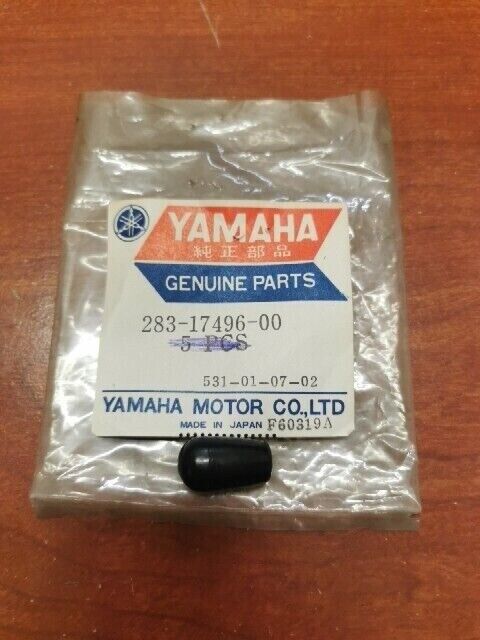 YAMAHA
純正部品
GENUINE PARTS
283-17496-00
5 PCS
531-01-07-02
YAMAHA MOTOR CO.,LTD
MADE IN JAPAN F60319A